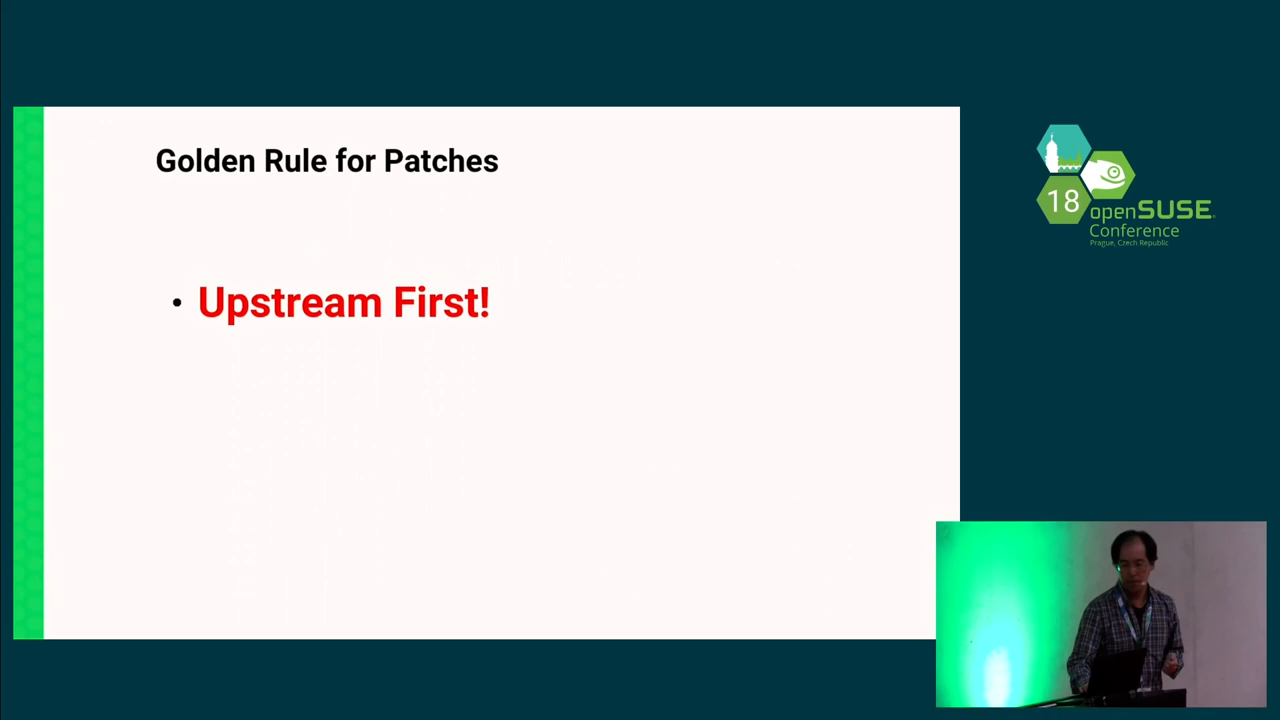 Golden Rule for Patches
• Upstream First!
18
openSUSE
Conference
Prague, Czech Republic